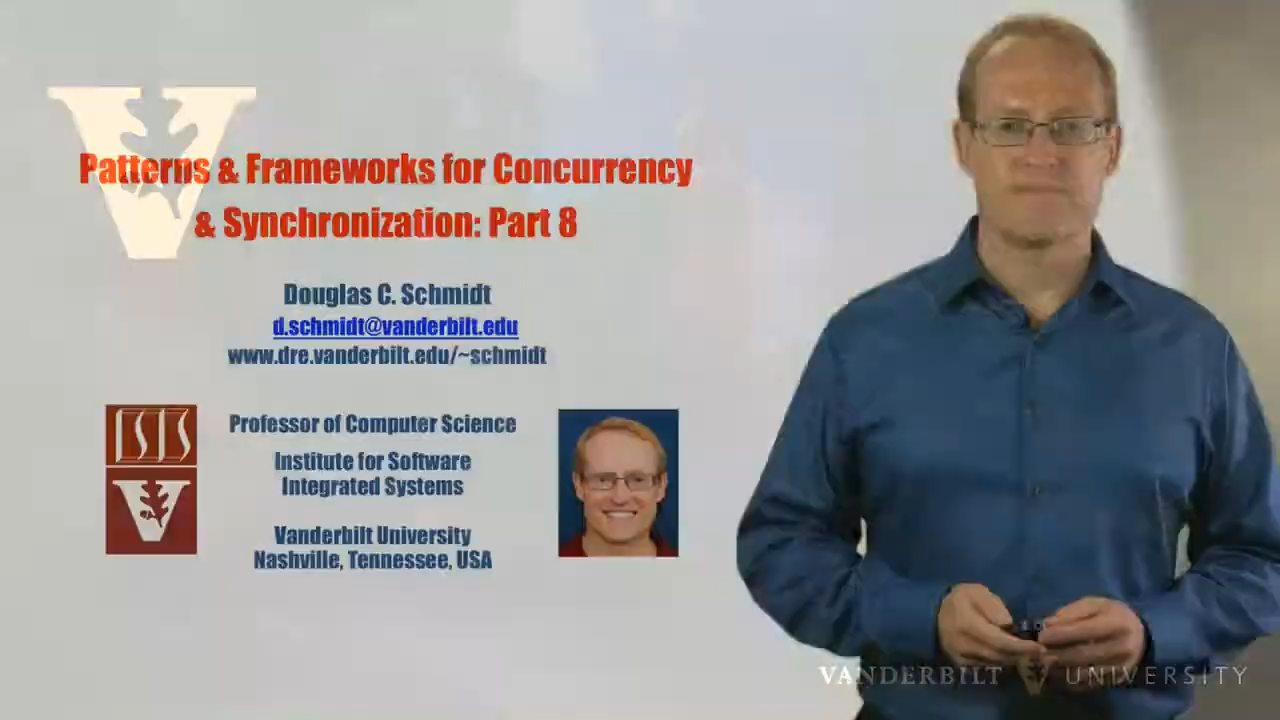 Patterns & Frameworks for Concurrency
& Synchronization: Part 8
Douglas C. Schmidt
d.schmidt@vanderbilt.edu
www.dre.vanderbilt.edu/~schmidt
ISIS
Professor of Computer Science
Institute for Software
Integrated Systems
Vanderbilt University
Nashville, Tennessee, USA
VANDERBILT V UNIVERSITY